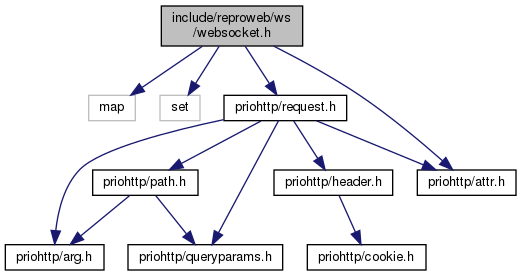 include/reproweb/ws
/websocket.h
map
set
priohttp/request.h
priohttp/path.h
priohttp/header.h
priohttp/attr.h
priohttp/arg.h
priohttp/queryparams.h
priohttp/cookie.h